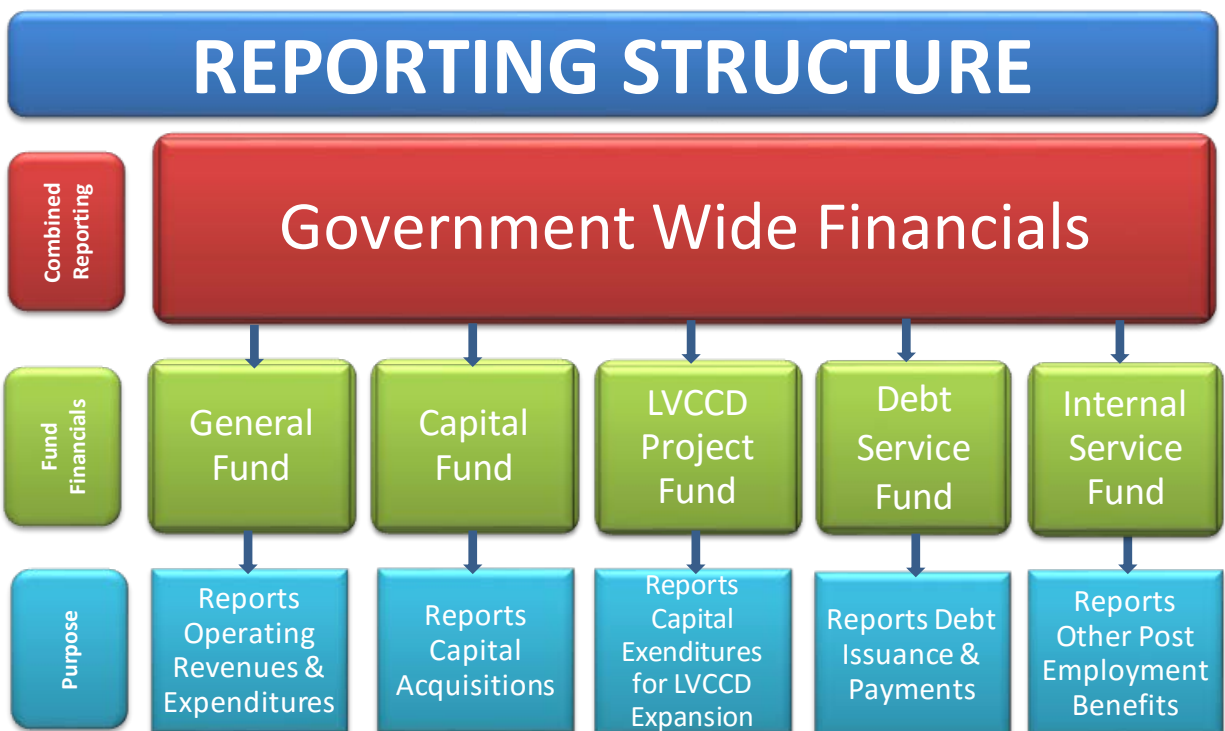 REPORTING STRUCTURE
Combined
Reporting
Government Wide Financials
Fund
Financials
General
Fund
Capital
Fund
LVCCD
Project
Fund
Debt
Service
Fund
Internal
Service
Fund
Purpose
Reports
Operating
Revenues &
Expenditures
Reports
Capital
Acquisitions
Reports
Capital
Exenditures
for LVCCD
Expansion
Reports Debt
Issuance &
Payments
Reports
Other Post
Employment
Benefits